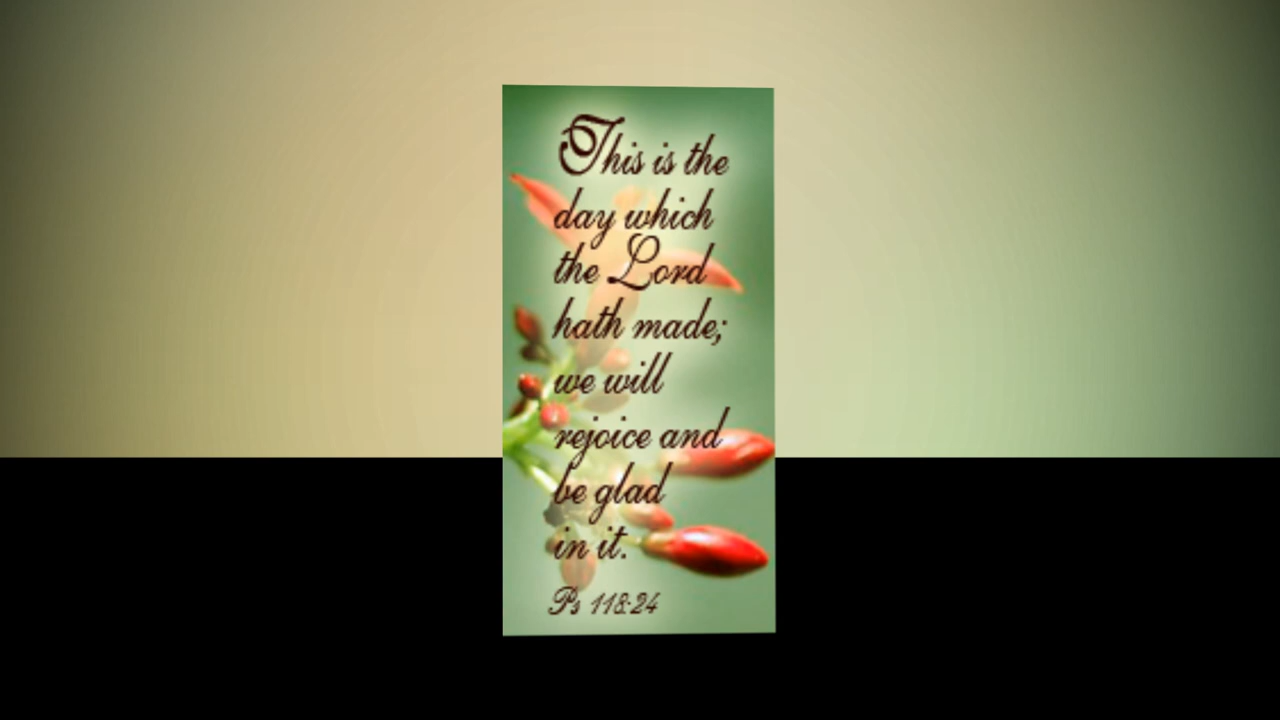 This is the
day which
the Lord
hath made;
we will
rejoice and
be glad
in it.
Ps 118:24